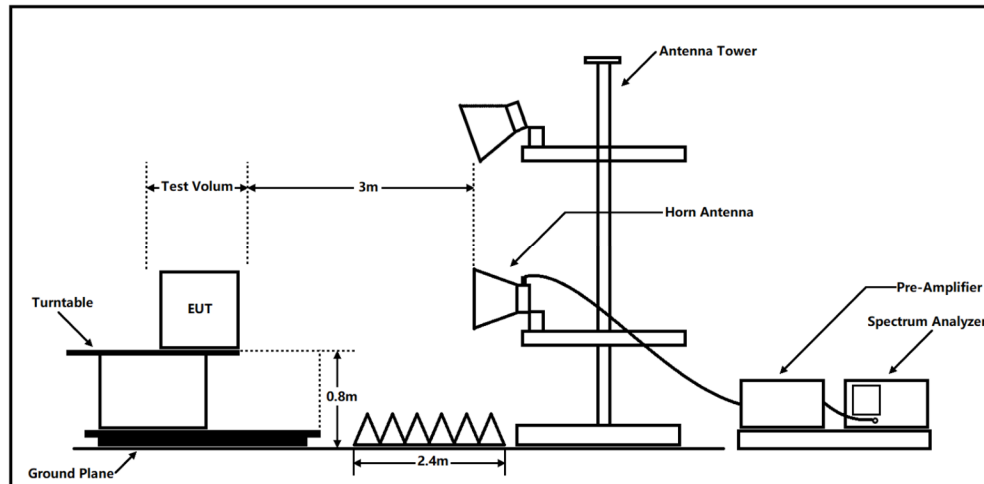 Antenna Tower
Test Volum
3m
Horn Antenna
EUT
Turntable
Pre-Amplifier
Spectrum Analyzer
0.8m
2.4m
Ground Plane